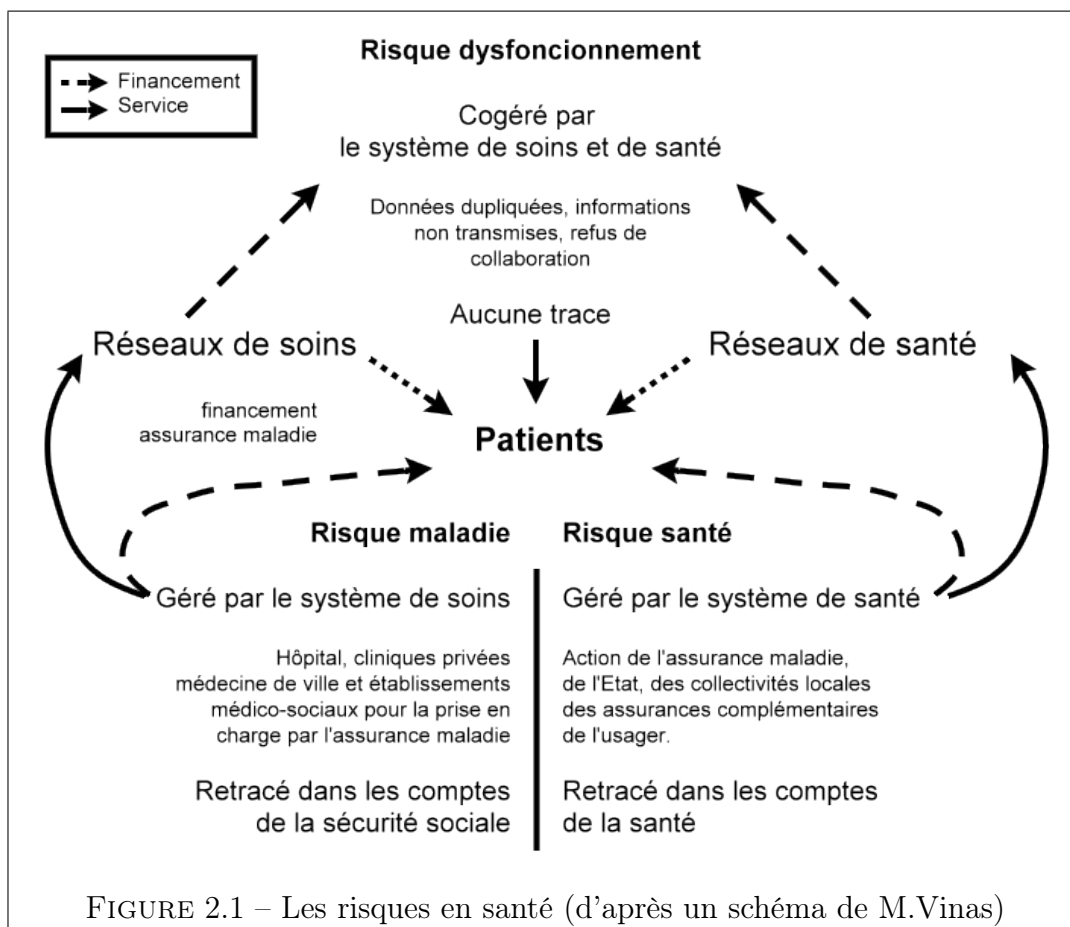 Risque dysfoncionnement
Financement
Service
Cogéré par
le système de soins et de santé
Données dupliquées, informations
non transmises, refus de
collaboration
Aucune trace
Réseaux de soins
Réseaux de santé
financement
assurance maladie
Patients
Risque maladie
Géré par le système de soins
Hôpital, cliniques privées
médecine de ville et établissements
médico-sociaux pour la prise en
charge par l'assurance maladie
Retracé dans les comptes
de la sécurité sociale
Risque santé
Géré par le système de santé
Action de l'assurance maladie,
de l'Etat, des collectivités locales
des assurances complémentaires
de l'usager.
Retracé dans les comptes
de la santé
FIGURE 2.1 – Les risques en santé (d'après un schéma de M.Vinas)